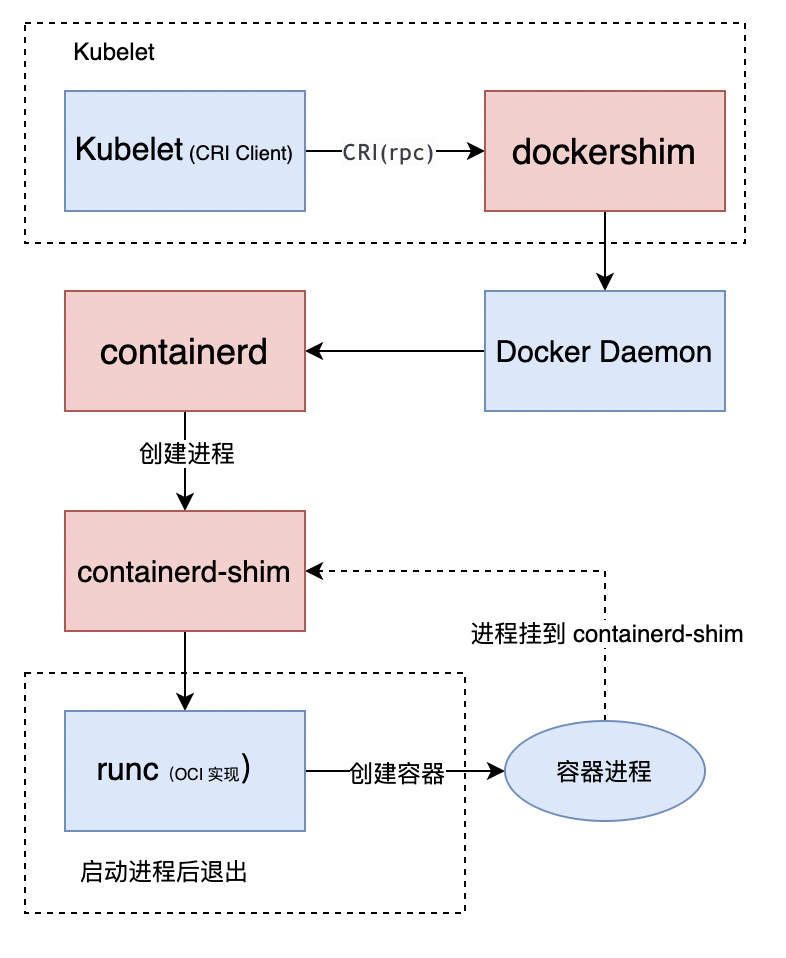 Kubelet
Kubelet (CRI Client)
CRI(rpc)
dockershim
containerd
Docker Daemon
创建进程
containerd-shim
进程挂到 containerd-shim
runc (OCI 实现)
创建容器
容器进程
启动进程后退出